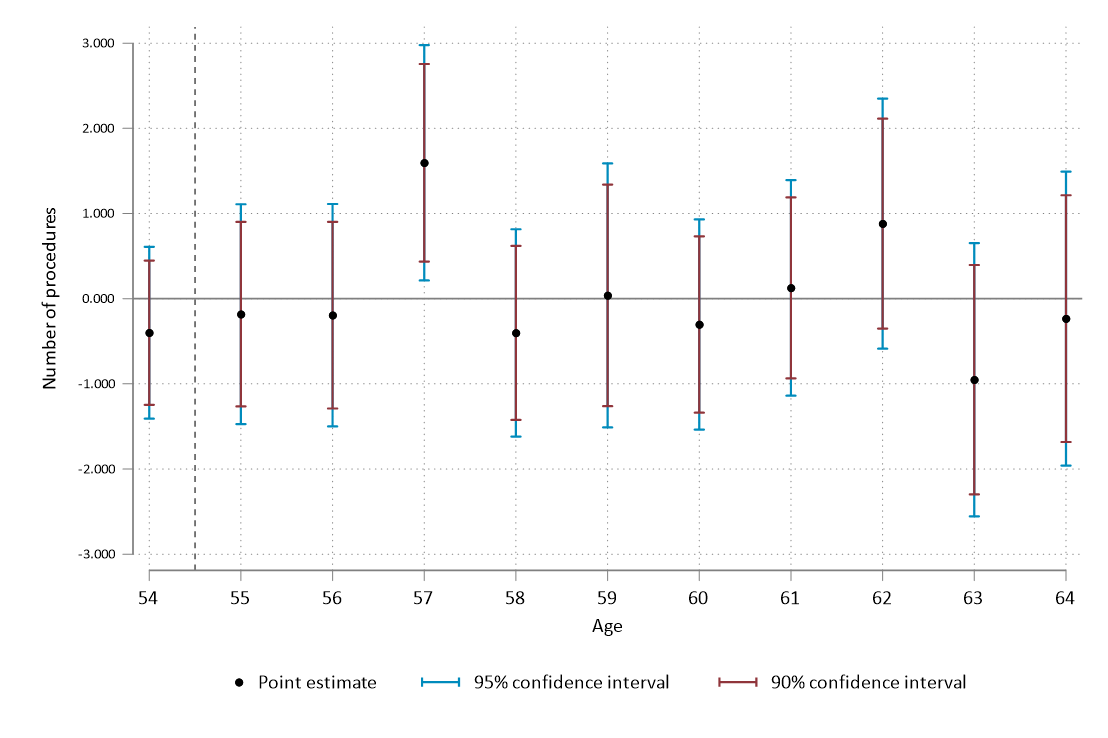 3.000
2.000
1.000
0.000
-1.000
-2.000
-3.000
Number of procedures
54 55 56 57 58 59 60 61 62 63 64
Age
Point estimate 95% confidence interval 90% confidence interval